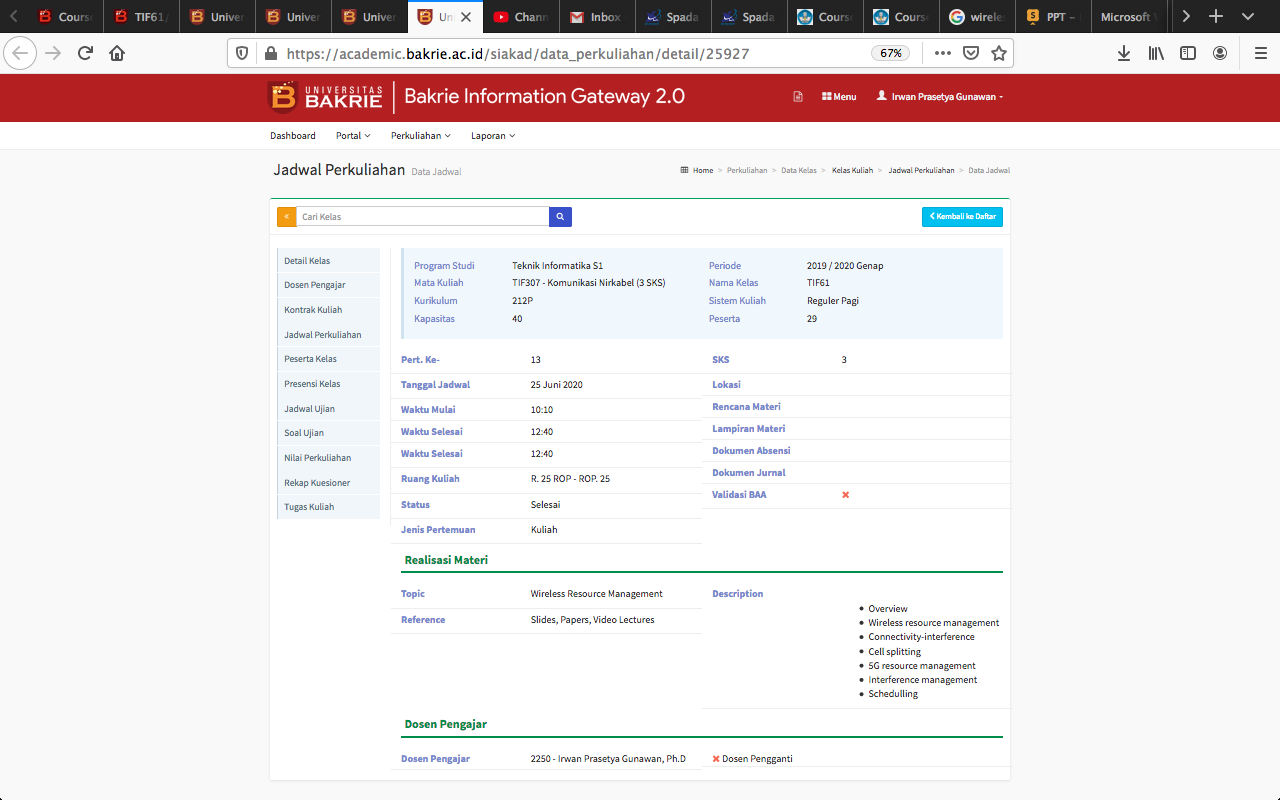 Course
TIF61
Univer
Univer
Univer
Un
Chann
Inbox
Spada
Spada
Course
Course
wirele
PPT –
Microsoft
https://academic.bakrie.ac.id/siakad/data_perkuliahan/detail/25927
67%
UNIVERSITAS
BAKRIE
Bakrie Information Gateway 2.0
Menu
Irwan Prasetya Gunawan
Dashboard Portal Perkuliahan Laporan
Jadwal Perkuliahan Data Jadwal
Home > Perkuliahan > Data Kelas > Kelas Kuliah > Jadwal Perkuliahan > Data Jadwal
« Cari Kelas
Kembali ke Daftar
Detail Kelas
Dosen Pengajar
Kontrak Kuliah
Jadwal Perkuliahan
Peserta Kelas
Presensi Kelas
Jadwal Ujian
Soal Ujian
Nilai Perkuliahan
Rekap Kuesioner
Tugas Kuliah
Program Studi Teknik Informatika S1 Periode 2019 / 2020 Genap
Mata Kuliah TIF307 - Komunikasi Nirkabel (3 SKS) Nama Kelas TIF61
Kurikulum 212P Sistem Kuliah Reguler Pagi
Kapasitas 40 Peserta 29
Pert. Ke- 13
Tanggal Jadwal 25 Juni 2020
Waktu Mulai 10:10
Waktu Selesai 12:40
Waktu Selesai 12:40
Ruang Kuliah R. 25 ROP - ROP. 25
Status Selesai
Jenis Pertemuan Kuliah
SKS 3
Lokasi
Rencana Materi
Lampiran Materi
Dokumen Absensi
Dokumen Jurnal
Validasi BAA
Realisasi Materi
Topic Wireless Resource Management
Reference Slides, Papers, Video Lectures
Description
Overview
Wireless resource management
Connectivity-interference
Cell splitting
5G resource management
Interference management
Schedulling
Dosen Pengajar
Dosen Pengajar 2250 - Irwan Prasetya Gunawan, Ph.D Dosen Pengganti